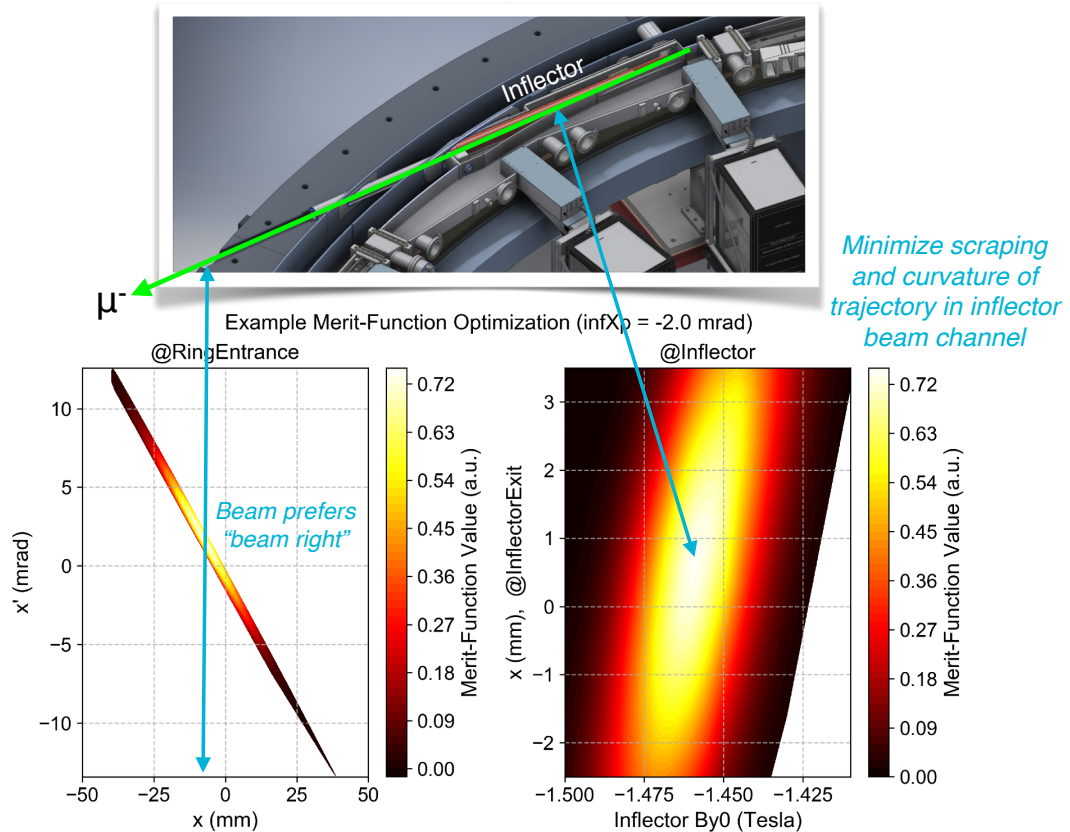 Inflector
μ-
Minimize scraping
and curvature of
trajectory in inflector
beam channel
Example Merit-Function Optimization (infXp = -2.0 mrad)
@RingEntrance
10
5
0
−5
−10
x' (mrad)
−50
−25
0
25
50
x (mm)
Beam prefers
“beam right”
0.72
0.63
0.54
0.45
0.36
0.27
0.18
0.09
0.00
Merit-Function Value (a.u.)
@Inflector
3
2
1
0
−1
−2
x (mm), @InflectorExit
−1.500
−1.475
−1.450
−1.425
Inflector By0 (Tesla)
0.72
0.63
0.54
0.45
0.36
0.27
0.18
0.09
0.00
Merit-Function Value (a.u.)